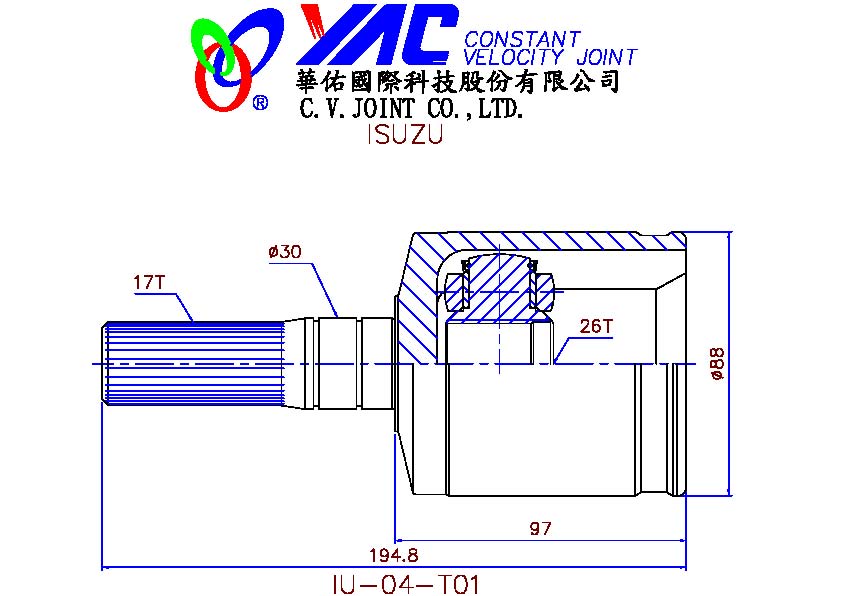 YAC CONSTANT
VELOCITY JOINT
®
華佑國際科技股份有限公司
C.V.JOINT CO.,LTD.
ISUZU
ø30
17T
26T
ø88
97
194.8
IU-04-T01